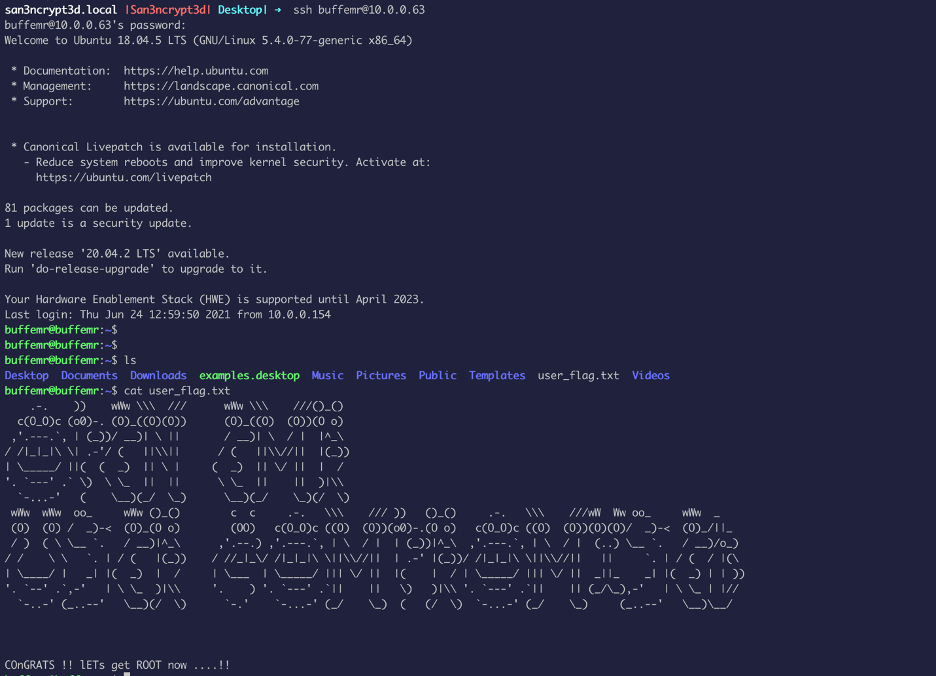 san3ncrypt3d.local |San3ncrypt3d| Desktop| → ssh buffemr@10.0.0.63
buffemr@10.0.0.63's password:
Welcome to Ubuntu 18.04.5 LTS (GNU/Linux 5.4.0-77-generic x86_64)
* Documentation: https://help.ubuntu.com
* Management: https://landscape.canonical.com
* Support: https://ubuntu.com/advantage
* Canonical Livepatch is available for installation.
- Reduce system reboots and improve kernel security. Activate at:
https://ubuntu.com/livepatch
81 packages can be updated.
1 update is a security update.
New release '20.04.2 LTS' available.
Run 'do-release-upgrade' to upgrade to it.
Your Hardware Enablement Stack (HWE) is supported until April 2023.
Last login: Thu Jun 24 12:59:50 2021 from 10.0.0.154
buffemr@buffemr:~$
buffemr@buffemr:~$
buffemr@buffemr:~$ ls
Desktop Documents Downloads examples.desktop Music Pictures Public Templates user_flag.txt Videos
buffemr@buffemr:~$ cat user_flag.txt
COnGRATS !! lETs get ROOT now ....!!